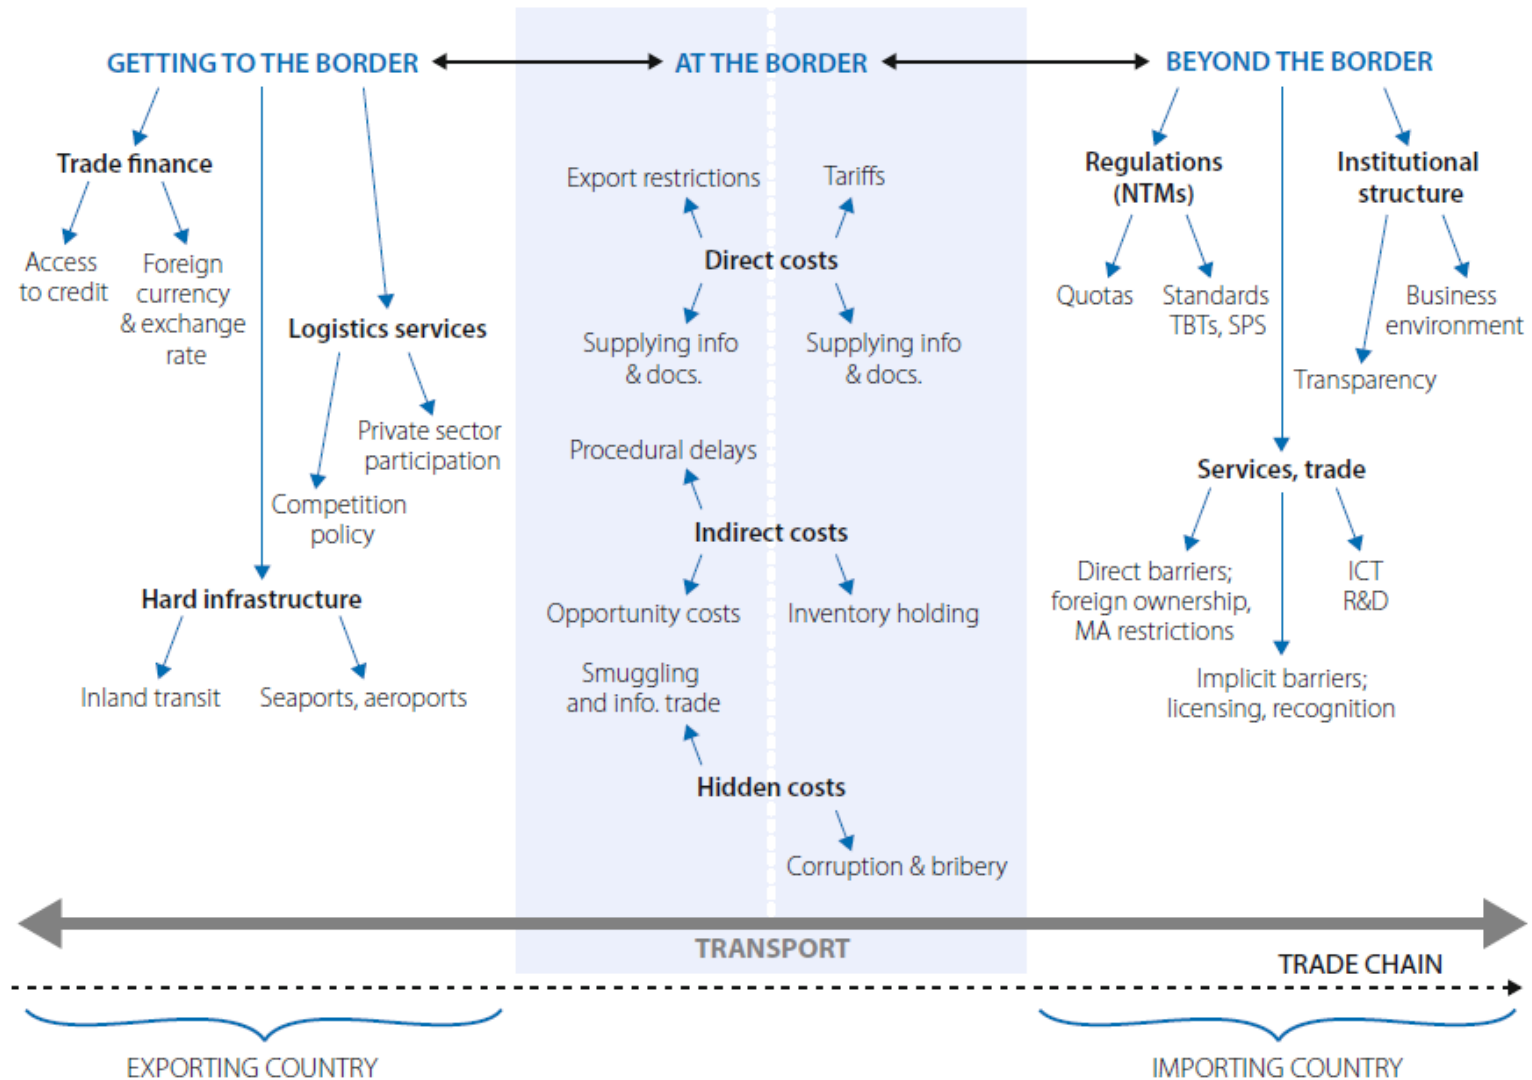 GETTING TO THE BORDER
AT THE BORDER
BEYOND THE BORDER
Trade finance
Access
to credit
Foreign
currency
& exchange
rate
Logistics services
Private sector
participation
Competition
policy
Hard infrastructure
Inland transit
Seaports, aeroports
Export restrictions
Tariffs
Direct costs
Supplying info
& docs.
Supplying info
& docs.
Procedural delays
Indirect costs
Opportunity costs
Inventory holding
Smuggling
and info. trade
Hidden costs
Corruption & bribery
Regulations
(NTMs)
Quotas
Standards
TBTs, SPS
Institutional
structure
Business
environment
Transparency
Services, trade
Direct barriers;
foreign ownership,
MA restrictions
ICT
R&D
Implicit barriers;
licensing, recognition
TRANSPORT
TRADE CHAIN
EXPORTING COUNTRY
IMPORTING COUNTRY